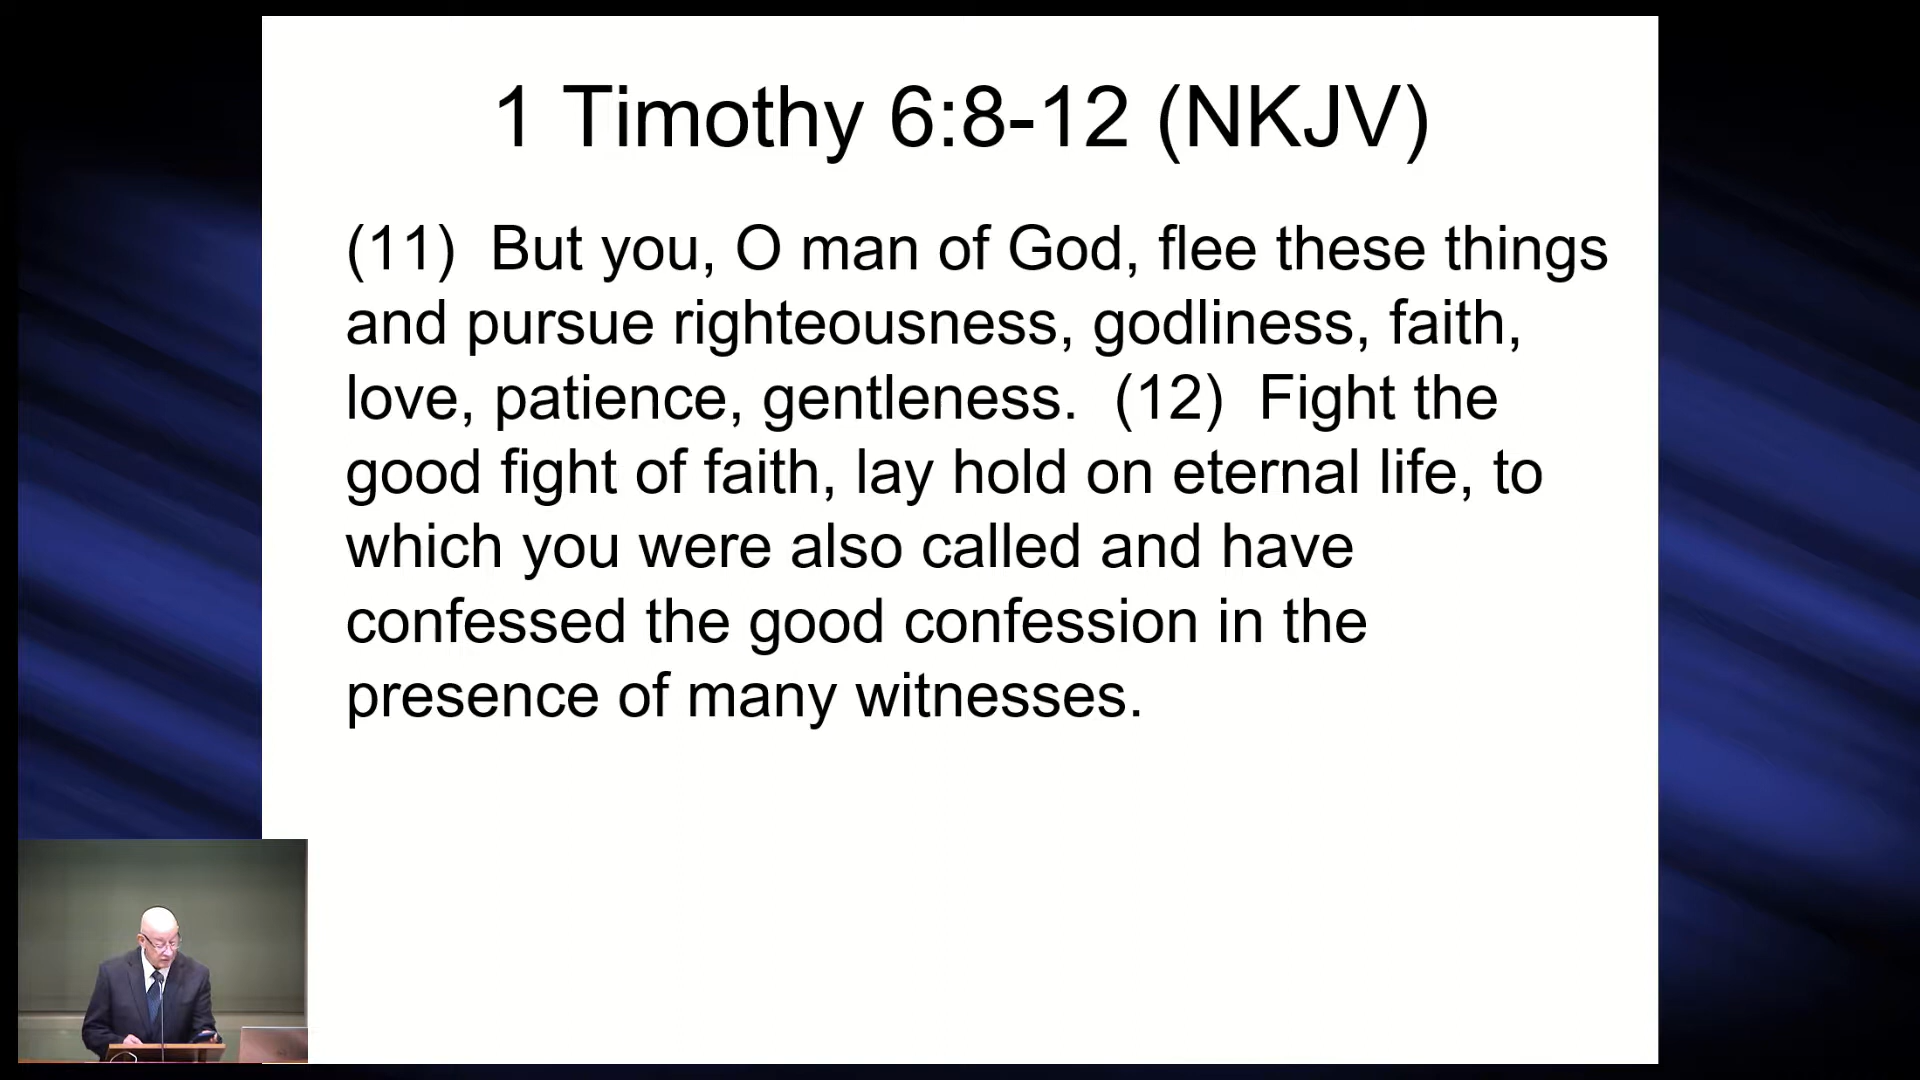 1 Timothy 6:8-12 (NKJV)
(11)  But you, O man of God, flee these things
and pursue righteousness, godliness, faith,
love, patience, gentleness.  (12)  Fight the
good fight of faith, lay hold on eternal life, to
which you were also called and have
confessed the good confession in the
presence of many witnesses.